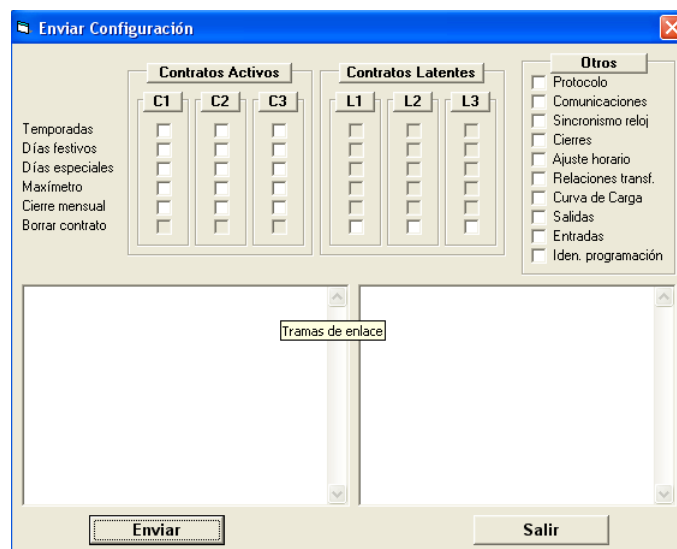 Enviar Configuración
Contratos Activos
Contratos Latentes
Otros
C1 C2 C3 L1 L2 L3
Temporadas
Días festivos
Días especiales
Maxímetro
Cierre mensual
Borrar contrato
Protocolo
Comunicaciones
Sincronismo reloj
Cierres
Ajuste horario
Relaciones transf.
Curva de Carga
Salidas
Entradas
Iden. programación
Tramas de enlace
Enviar
Salir